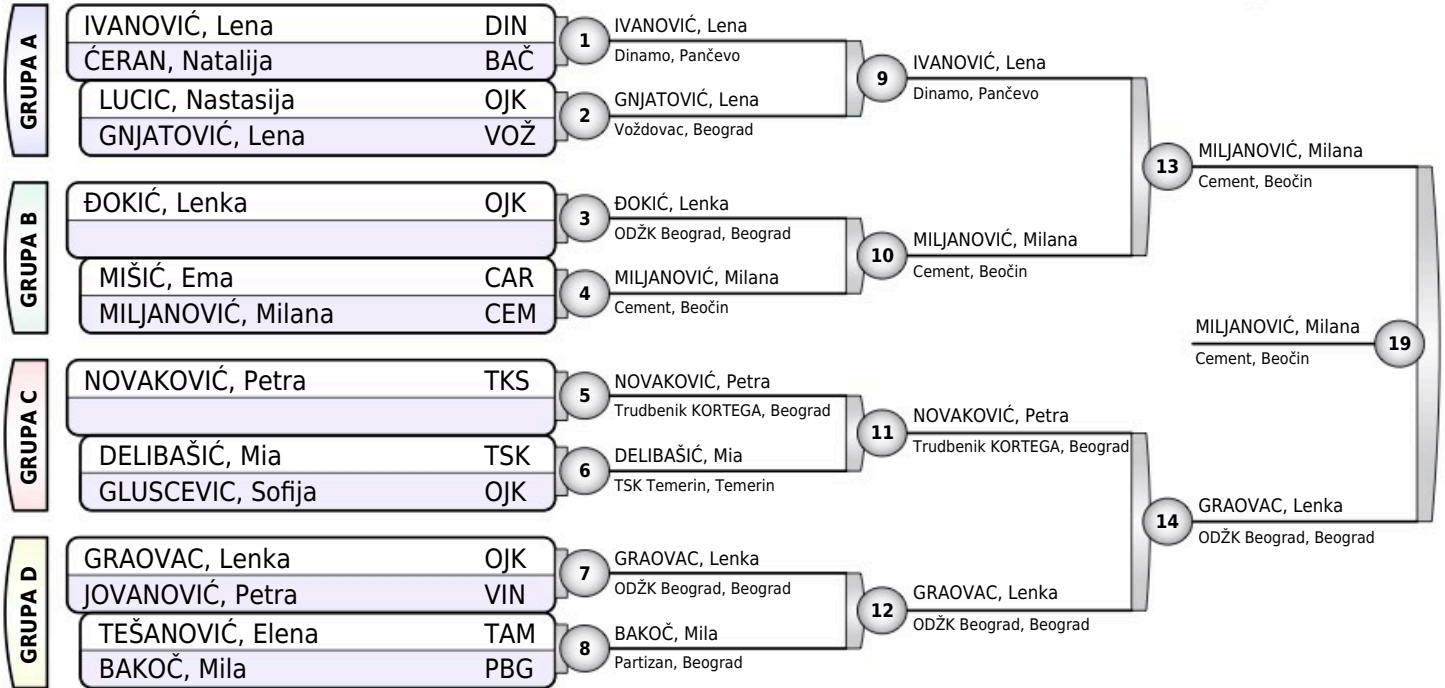 GRUPA A
IVANOVIĆ, Lena DIN
ĆERAN, Natalija BAČ
LUCIC, Nastasija OJK
GNJATOVIĆ, Lena VOŽ
GRUPA B
ĐOKIĆ, Lenka OJK
MIŠIĆ, Ema CAR
MILJANOVIĆ, Milana CEM
GRUPA C
NOVAKOVIĆ, Petra TKS
DELIBAŠIĆ, Mia TSK
GLUSCEVIC, Sofija OJK
GRUPA D
GRAOVAC, Lenka OJK
JOVANOVIĆ, Petra VIN
TEŠANOVIĆ, Elena TAM
BAKOČ, Mila PBG
1
IVANOVIĆ, Lena
Dinamo, Pančevo
2
GNJATOVIĆ, Lena
Voždovac, Beograd
3
ĐOKIĆ, Lenka
ODŽK Beograd, Beograd
4
MILJANOVIĆ, Milana
Cement, Beočin
5
NOVAKOVIĆ, Petra
Trudbenik KORTEGA, Beograd
6
DELIBAŠIĆ, Mia
TSK Temerin, Temerin
7
GRAOVAC, Lenka
ODŽK Beograd, Beograd
8
BAKOČ, Mila
Partizan, Beograd
9
IVANOVIĆ, Lena
Dinamo, Pančevo
10
MILJANOVIĆ, Milana
Cement, Beočin
11
NOVAKOVIĆ, Petra
Trudbenik KORTEGA, Beograd
12
GRAOVAC, Lenka
ODŽK Beograd, Beograd
13
MILJANOVIĆ, Milana
Cement, Beočin
14
GRAOVAC, Lenka
ODŽK Beograd, Beograd
MILJANOVIĆ, Milana
Cement, Beočin
19